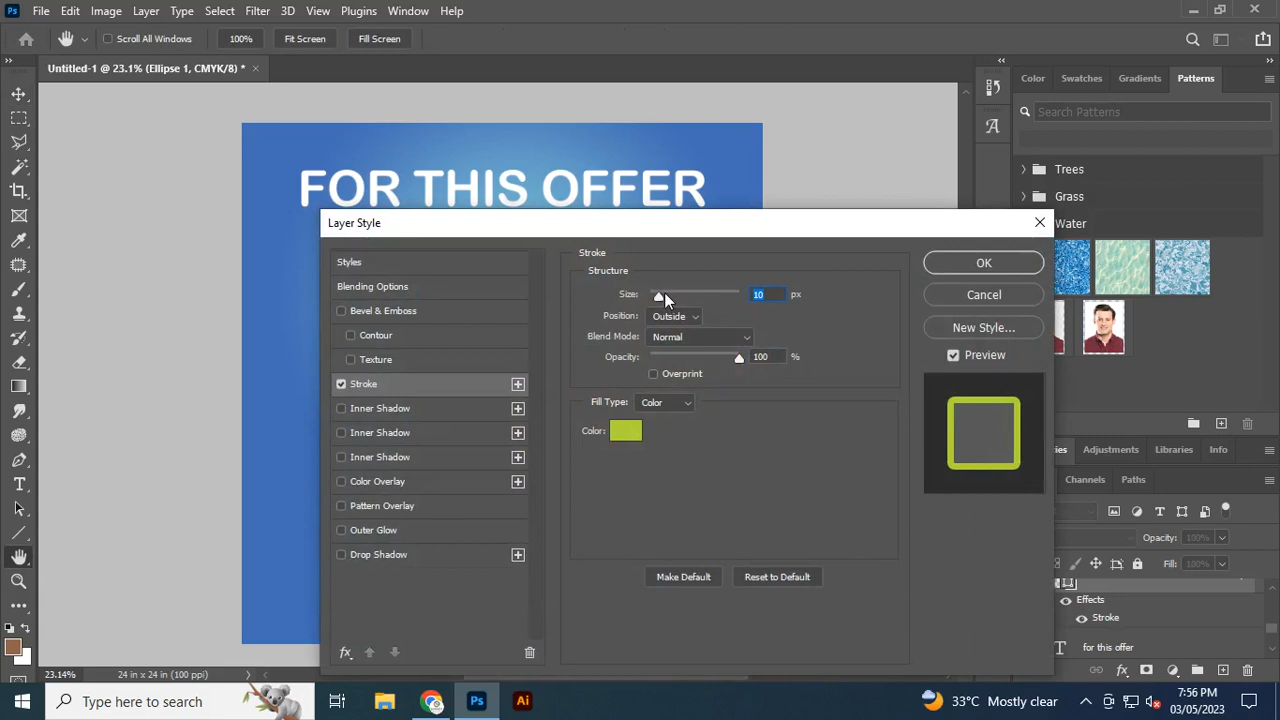 Ps File Edit Image Layer Type Select Filter 3D View Plugins Window Help
Scroll All Windows 100% Fit Screen Fill Screen
Untitled-1 @ 23.1% (Ellipse 1, CMYK/8) * ×
Color Swatches Gradients Patterns
Search Patterns
Trees
Grass
Water
FOR THIS OFFER
Layer Style
Styles
Blending Options
Bevel & Emboss
Contour
Texture
Stroke
Inner Shadow
Inner Shadow
Inner Shadow
Color Overlay
Pattern Overlay
Outer Glow
Drop Shadow
fx
Stroke
Structure
Size: 10 px
Position: Outside
Blend Mode: Normal
Opacity: 100 %
Overprint
Fill Type: Color
Color:
Make Default Reset to Default
OK
Cancel
New Style...
Preview
Adjustments Libraries Info
Channels Paths
Opacity: 100%
Fill: 100%
Effects
Stroke
for this offer
fx
23.14% 24 in x 24 in (100 ppi)
Type here to search
Ps Ai
33°C Mostly clear
7:56 PM
03/05/2023